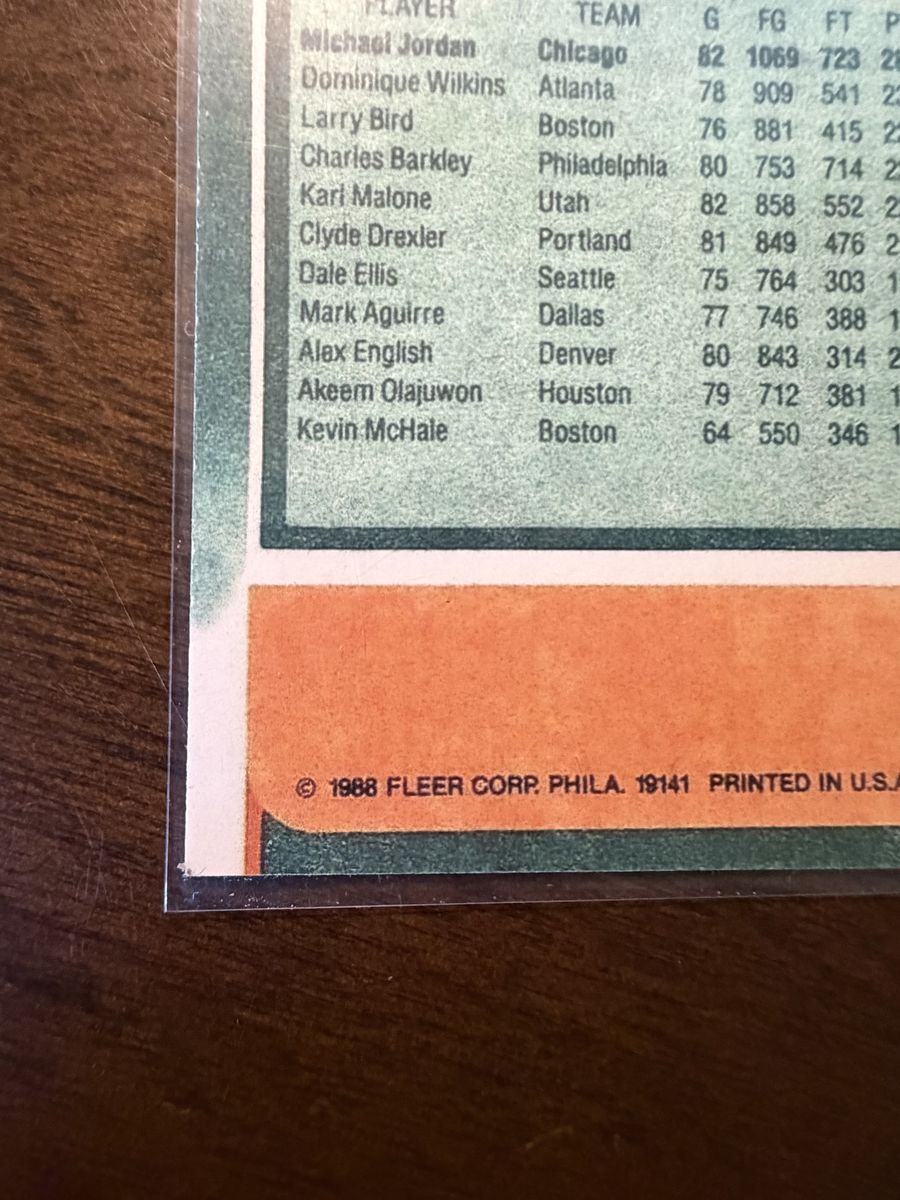 PLAYER TEAM G FG FT
Michael Jordan Chicago 82 1069 723
Dominique Wilkins Atlanta 78 909 541
Larry Bird Boston 76 881 415
Charles Barkley Philadelphia 80 753 714
Karl Malone Utah 82 858 552
Clyde Drexler Portland 81 849 476
Dale Ellis Seattle 75 764 303
Mark Aguirre Dallas 77 746 388
Alex English Denver 80 843 314
Akeem Olajuwon Houston 79 712 381
Kevin McHale Boston 64 550 346
© 1988 FLEER CORP. PHILA. 19141 PRINTED IN U.S.A